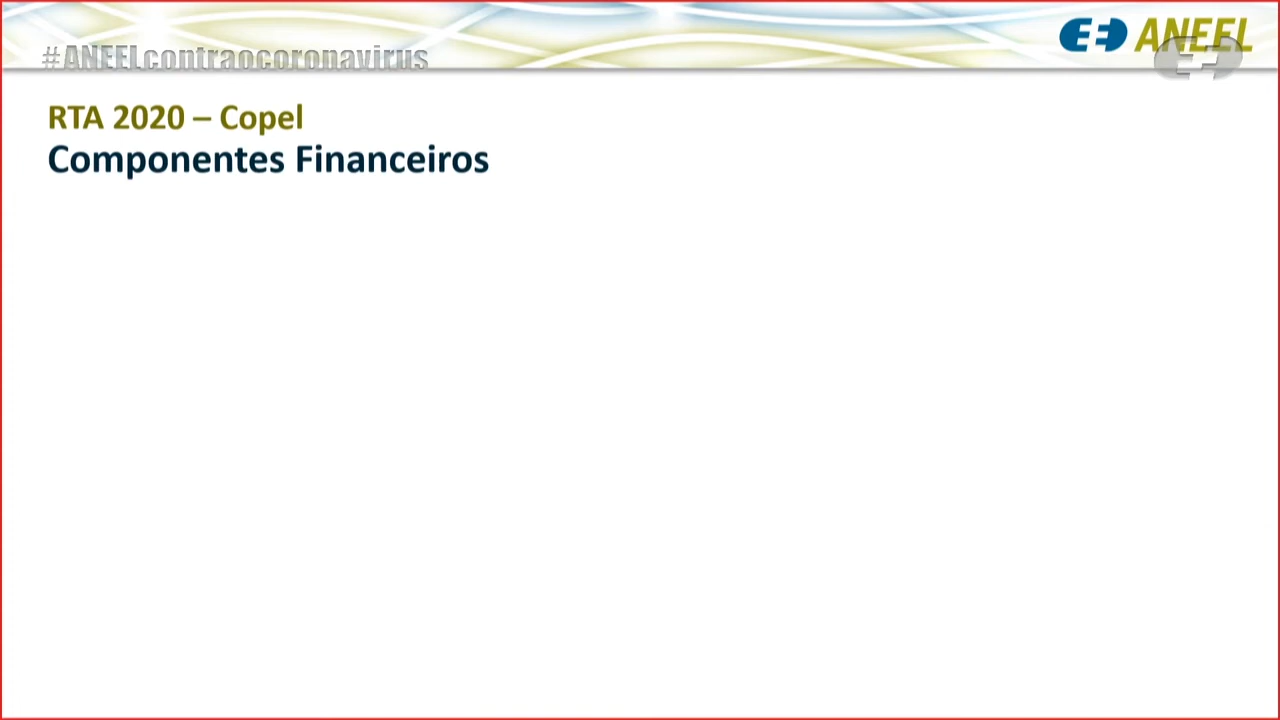 #ANEELcontraocoronavirus
ANEEL
RTA 2020 – Copel
Componentes Financeiros